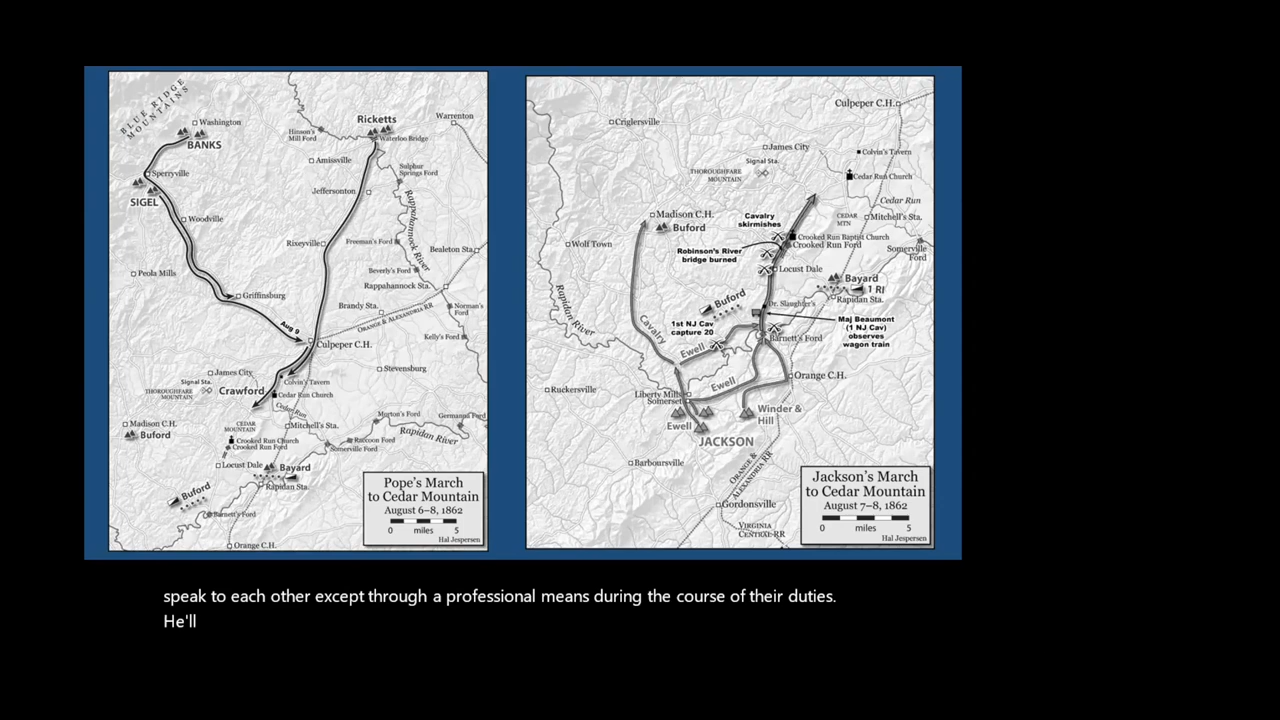 BLUE RIDGE
MOUNTAINS
Washington
BANKS
Sperryville
SIGEL
Woodville
Peola Mills
Griffinsburg
Hinson's
Mill Ford
Ricketts
Waterloo Bridge
Warrenton
Amissville
Sulphur
Springs Ford
Jeffersonton
Rappahannock River
Rixeyville
Freeman's Ford
Bealeton Sta.
Beverly's Ford
Rappahannock Sta.
Brandy Sta.
Norman's
Ford
ORANGE & ALEXANDRIA RR
Aug 9
Kelly's Ford
Culpeper C.H.
James City
Signal Sta.
THOROUGHFARE
MOUNTAIN
Crawford
Colvin's Tavern
Stevensburg
Cedar Run Church
Cedar Run
Madison C.H.
Buford
CEDAR
MOUNTAIN
Mitchell's Sta.
Morton's Ford
Germanna Ford
Rapidan River
Crooked Run Church
Crooked Run Ford
Raccoon Ford
Somerville Ford
Locust Dale
Bayard
Rapidan Sta.
Buford
Barnett's Ford
Orange C.H.
Pope's March
to Cedar Mountain
August 6–8, 1862
0 miles 5
Hal Jespersen
Culpeper C.H.
Criglersville
James City
Signal Sta.
THOROUGHFARE
MOUNTAIN
Colvin's Tavern
Cedar Run Church
Cedar Run
Madison C.H.
Buford
Cavalry
skirmishes
CEDAR
MTN
Mitchell's Sta.
Wolf Town
Robinson's River
bridge burned
Crooked Run Baptist Church
Crooked Run Ford
Somerville
Ford
Locust Dale
Bayard
1 RI
Rapidan Sta.
Rapidan River
Buford
Dr. Slaughter's
Cavalry
1st NJ Cav
capture 20
Maj Beaumont
(1 NJ Cav)
observes
wagon train
Barnett's Ford
Ewell
Ewell
Orange C.H.
Ruckersville
Liberty Mills
Somerset
Ewell
Winder &
Hill
JACKSON
Barboursville
ORANGE &
ALEXANDRIA RR
Gordonsville
VIRGINIA
CENTRAL RR
Jackson's March
to Cedar Mountain
August 7–8, 1862
0 miles 5
Hal Jespersen
speak to each other except through a professional means during the course of their duties.
He'll